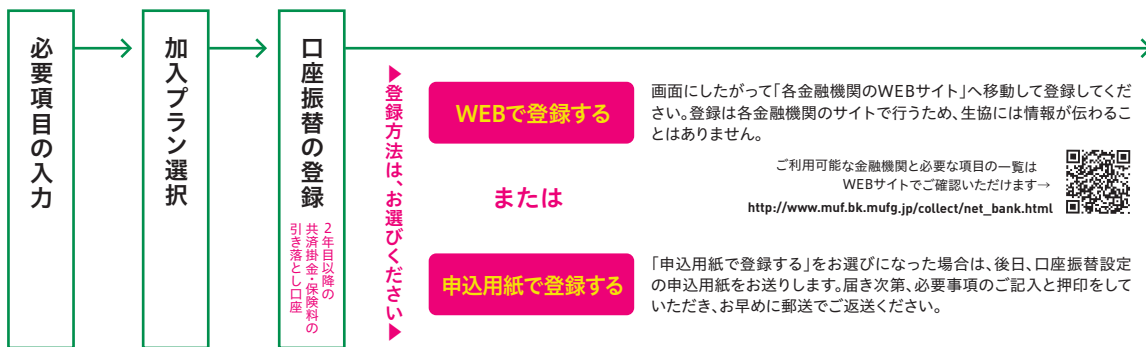 必要項目の入力
加入プラン選択
口座振替の登録
2年目以降の
共済掛金・保険料の
引き落とし口座
▶登録方法は、お選びください▶
WEBで登録する
画面にしたがって「各金融機関のWEBサイト」へ移動して登録してくだ
さい。登録は各金融機関のサイトで行うため、生協には情報が伝わるこ
とはありません。
ご利用可能な金融機関と必要な項目の一覧は
WEBサイトでご確認いただけます→
http://www.muf.bk.mufg.jp/collect/net_bank.html
または
申込用紙で登録する
「申込用紙で登録する」をお選びになった場合は、後日、口座振替設定
の申込用紙をお送りします。届き次第、必要事項のご記入と押印をして
いただき、お早めに郵送でご返送ください。